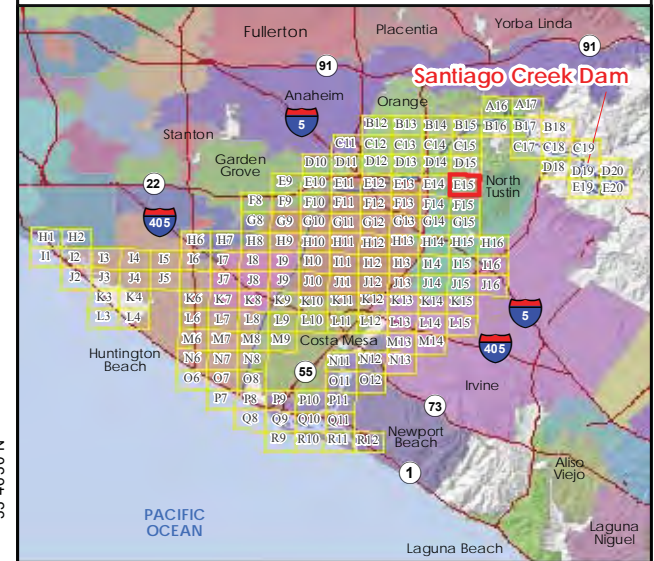 Fullerton
Placentia
Yorba Linda
91
91
Santiago Creek Dam
Anaheim
Orange
A16 A17
5
B12 B13 B14 B15 B16 B17 B18
Stanton
C11 C12 C13 C14 C15 C17 C18 C19
Garden
Grove
D10 D11 D12 D13 D14 D15 D18 D19 D20
22
E9 E10 E11 E12 E13 E14 E15 E19 E20
North
Tustin
F8 F9 F10 F11 F12 F13 F14 F15
405
G8 G9 G10 G11 G12 G13 G14 G15
H1 H2 H6 H7 H8 H9 H10 H11 H12 H13 H14 H15 H16
I1 I2 I3 I4 I5 I6 I7 I8 I9 I10 I11 I12 I13 I14 I15 I16
J2 J3 J4 J5 J7 J8 J9 J10 J11 J12 J13 J14 J15 J16
K3 K4 K6 K7 K8 K9 K10 K11 K12 K13 K14 K15
L3 L4 L6 L7 L8 L9 L10 L11 L12 L13 L14 L15
5
M6 M7 M8 M9 Costa Mesa M13 M14
405
Huntington
Beach
N6 N7 N8 N11 N12 N13
55
O6 O7 O8 O11 O12
Irvine
P7 P8 P9 P10 P11
73
Q8 Q9 Q10 Q11
Newport
Beach
R9 R10 R11 R12
1
Aliso
Viejo
PACIFIC
OCEAN
Laguna
Niguel
Laguna Beach